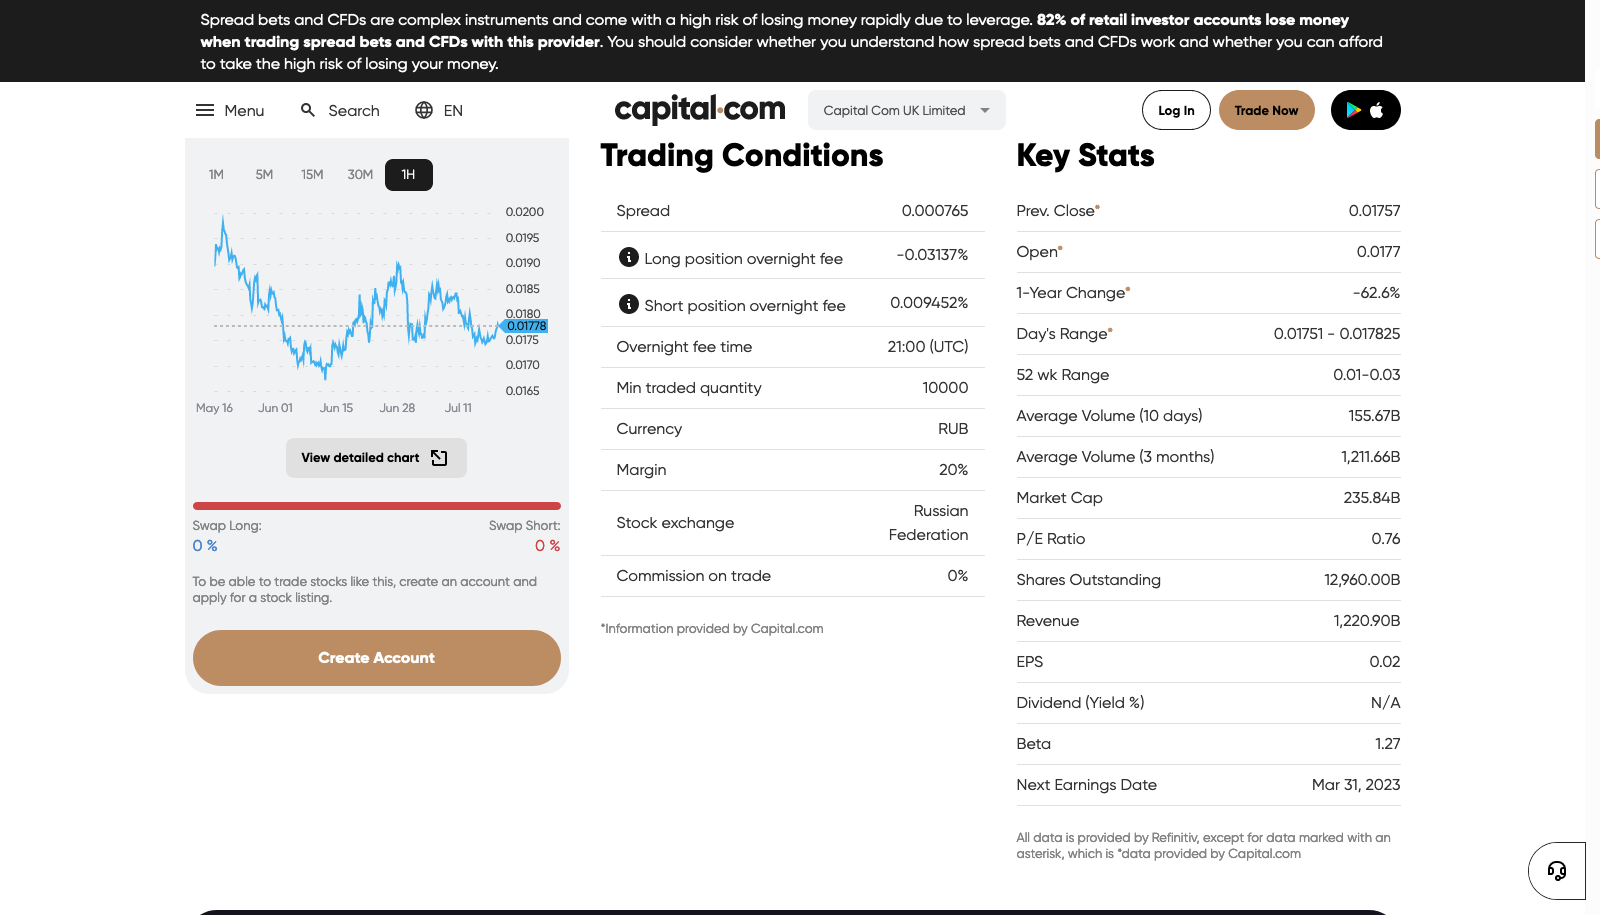 Spread bets and CFDs are complex instruments and come with a high risk of losing money rapidly due to leverage. 82% of retail investor accounts lose money
when trading spread bets and CFDs with this provider. You should consider whether you understand how spread bets and CFDs work and whether you can afford
to take the high risk of losing your money.
Menu Search EN capital.com Capital Com UK Limited Log In Trade Now
1M 5M 15M 30M 1H
0.0200
0.0195
0.0190
0.0185
0.0180
0.01778
0.0175
0.0170
0.0165
May 16 Jun 01 Jun 15 Jun 28 Jul 11
View detailed chart
Swap Long: Swap Short:
0 % 0 %
To be able to trade stocks like this, create an account and
apply for a stock listing.
Create Account
Trading Conditions
Spread 0.000765
Long position overnight fee -0.03137%
Short position overnight fee 0.009452%
Overnight fee time 21:00 (UTC)
Min traded quantity 10000
Currency RUB
Margin 20%
Stock exchange Russian
Federation
Commission on trade 0%
*Information provided by Capital.com
Key Stats
Prev. Close* 0.01757
Open* 0.0177
1-Year Change* -62.6%
Day's Range* 0.01751 - 0.017825
52 wk Range 0.01-0.03
Average Volume (10 days) 155.67B
Average Volume (3 months) 1,211.66B
Market Cap 235.84B
P/E Ratio 0.76
Shares Outstanding 12,960.00B
Revenue 1,220.90B
EPS 0.02
Dividend (Yield %) N/A
Beta 1.27
Next Earnings Date Mar 31, 2023
All data is provided by Refinitiv, except for data marked with an
asterisk, which is *data provided by Capital.com